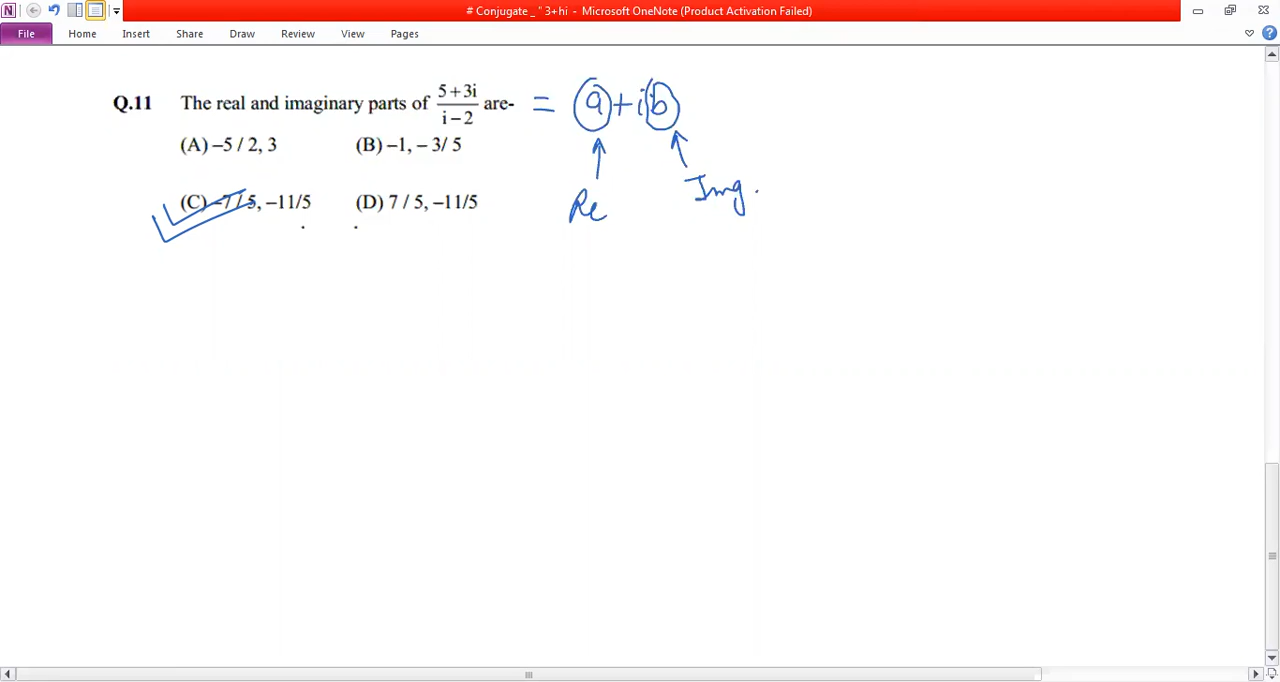 # Conjugate _ " 3+hi - Microsoft OneNote (Product Activation Failed)
File Home Insert Share Draw Review View Pages
Q.11 The real and imaginary parts of (5 + 3i)/(i – 2) are- = a + ib
(A) –5 / 2, 3 (B) –1, – 3/ 5
(C) –7 / 5, –11/5 (D) 7 / 5, –11/5
Re Img.